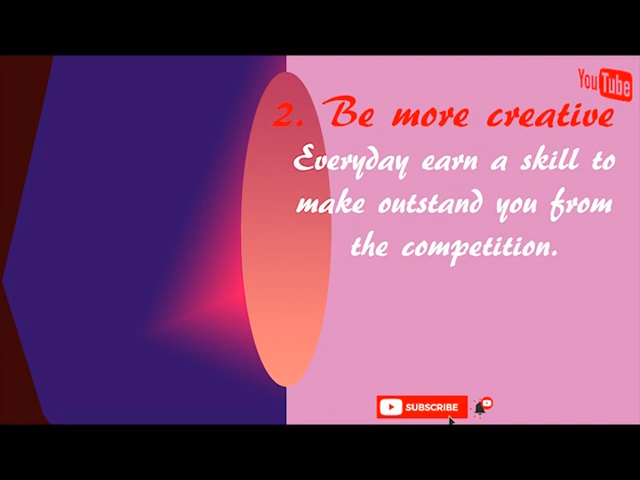 YouTube
2. Be more creative
Everyday earn a skill to
make outstand you from
the competition.
SUBSCRIBE